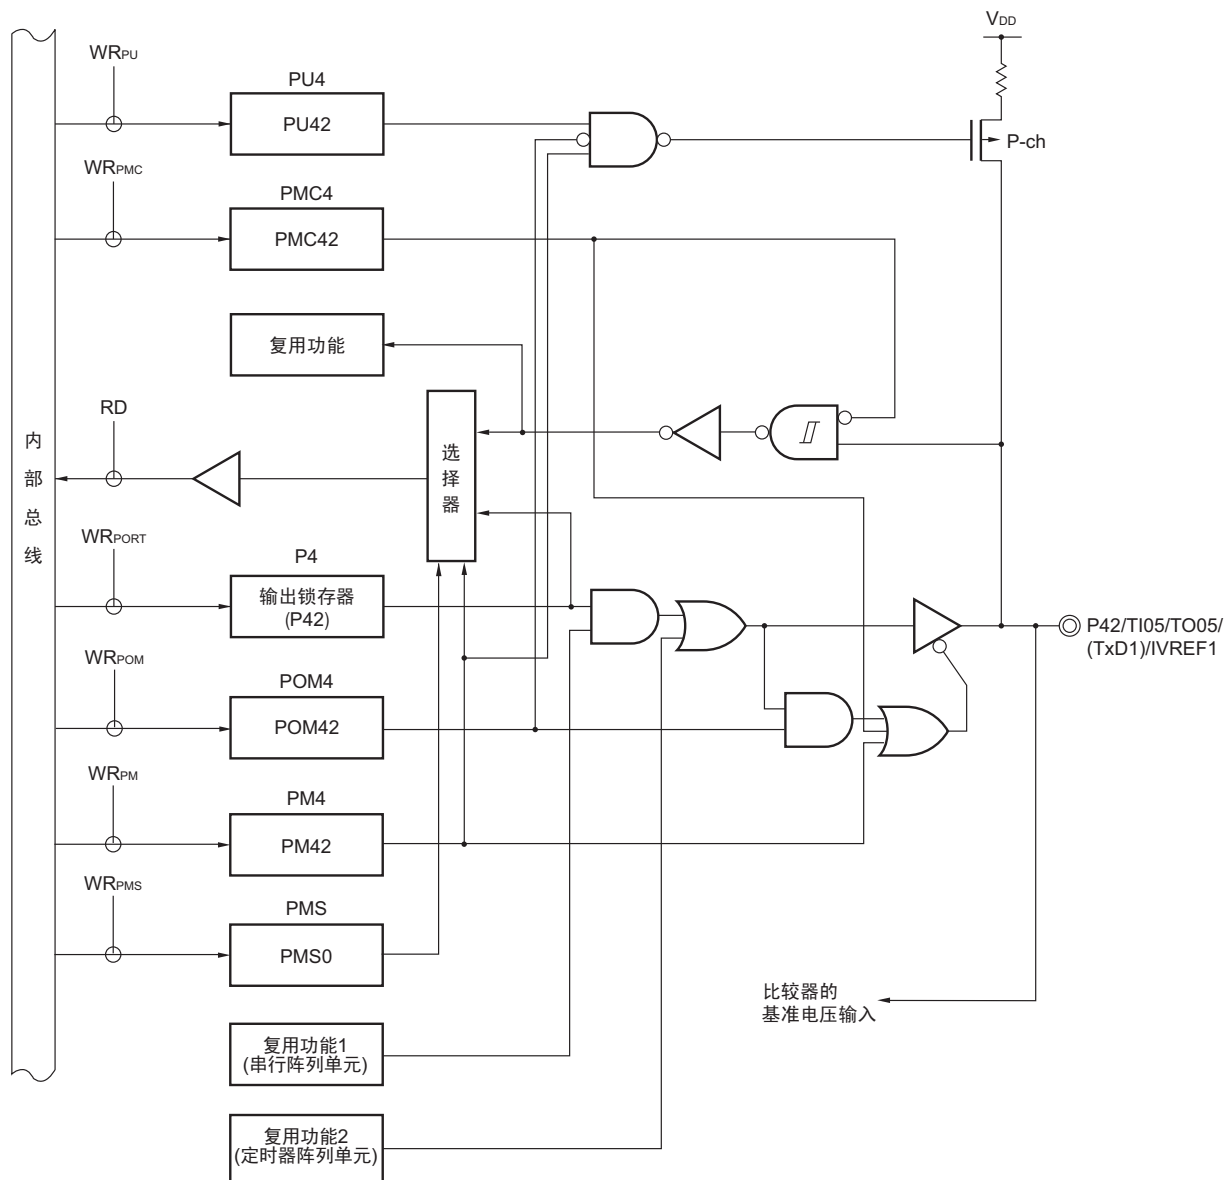 VDD
WRPU
PU4
PU42
P-ch
WRPMC
PMC4
PMC42
复用功能
RD
选择器
内部总线
WRPORT
P4
输出锁存器
(P42)
P42/TI05/TO05/
(TxD1)/IVREF1
WRPOM
POM4
POM42
WRPM
PM4
PM42
WRPMS
PMS
PMS0
比较器的
基准电压输入
复用功能1
(串行阵列单元)
复用功能2
(定时器阵列单元)